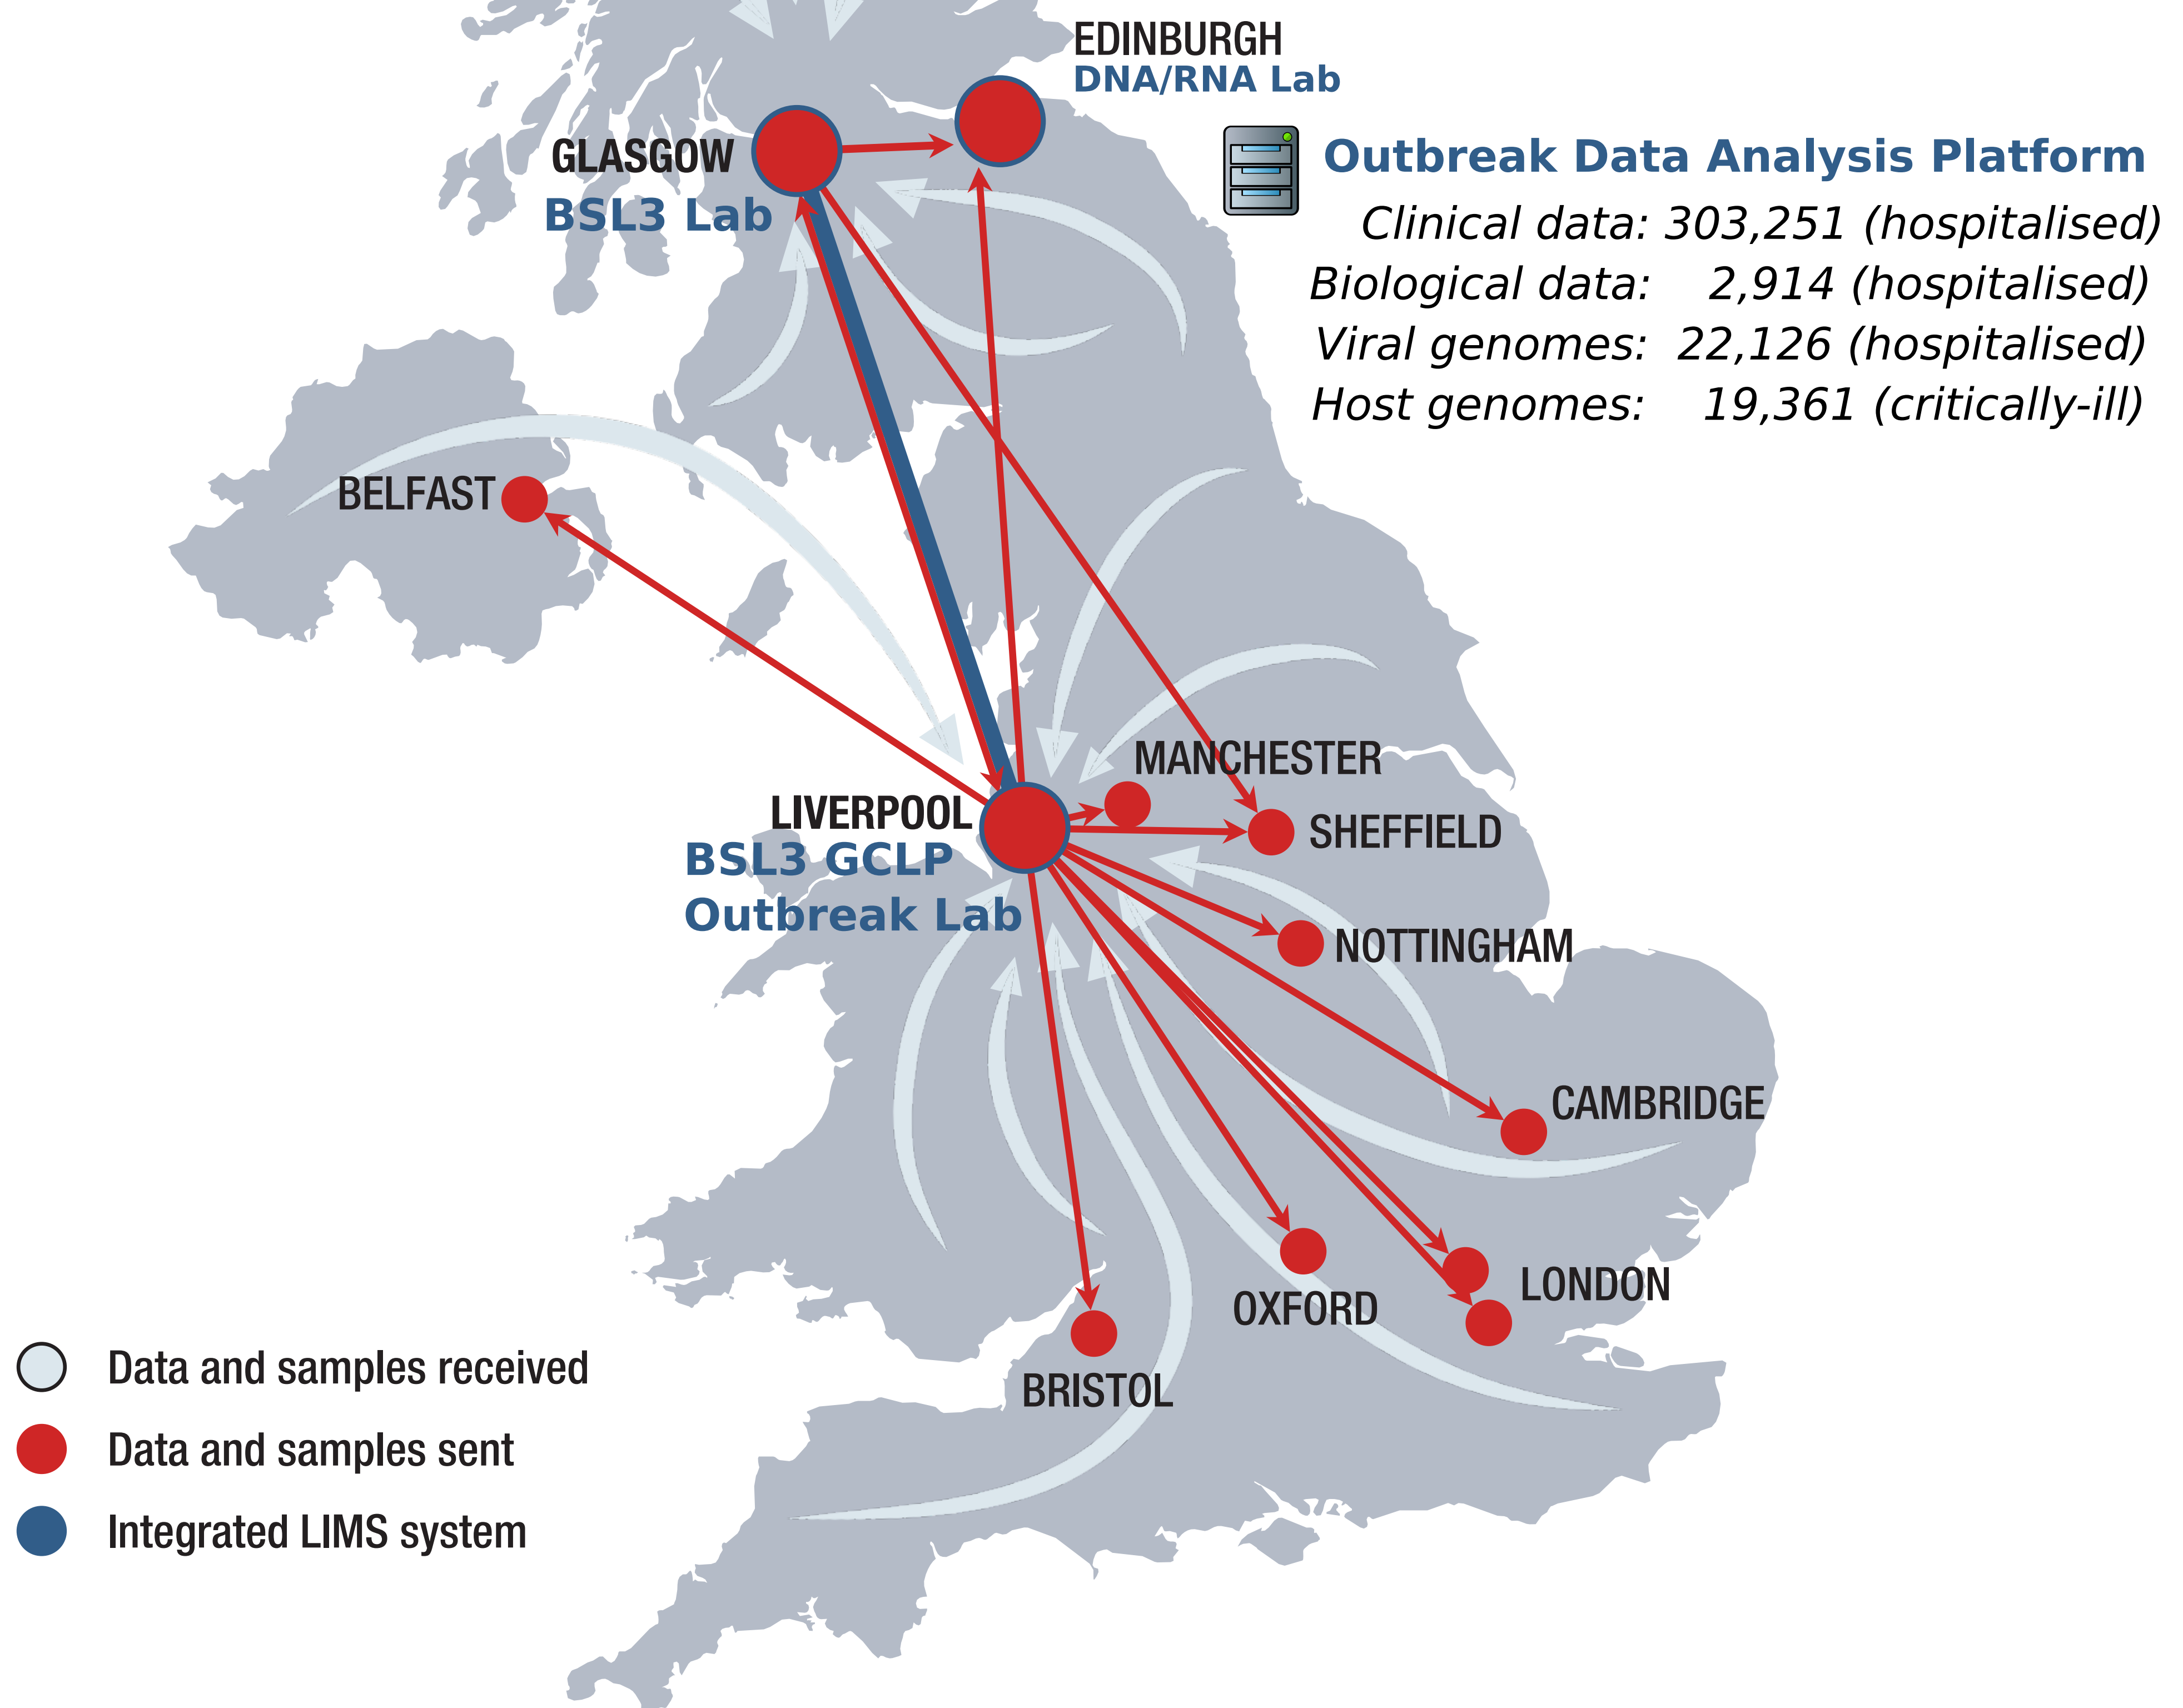 EDINBURGH
DNA/RNA Lab
GLASGOW
BSL3 Lab
Outbreak Data Analysis Platform
Clinical data: 303,251 (hospitalised)
Biological data: 2,914 (hospitalised)
Viral genomes: 22,126 (hospitalised)
Host genomes: 19,361 (critically-ill)
BELFAST
MANCHESTER
LIVERPOOL
BSL3 GCLP
Outbreak Lab
SHEFFIELD
NOTTINGHAM
CAMBRIDGE
LONDON
OXFORD
BRISTOL
Data and samples received
Data and samples sent
Integrated LIMS system